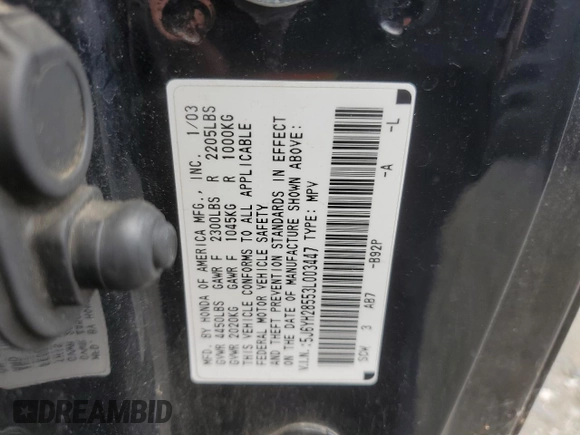 MFD. BY HONDA OF AMERICA MFG., INC. 1/03
GVWR 4450LBS GAWR F 2300LBS R 2205LBS
GVWR 2020KG GAWR F 1045KG R 1000KG
THIS VEHICLE CONFORMS TO ALL APPLICABLE
FEDERAL MOTOR VEHICLE SAFETY
AND THEFT PREVENTION STANDARDS IN EFFECT
ON THE DATE OF MANUFACTURE SHOWN ABOVE:
V.I.N.:5J6YH28553L003447 TYPE: MPV
SCW 3 AB7 -B92P -A -L
DREAMBID